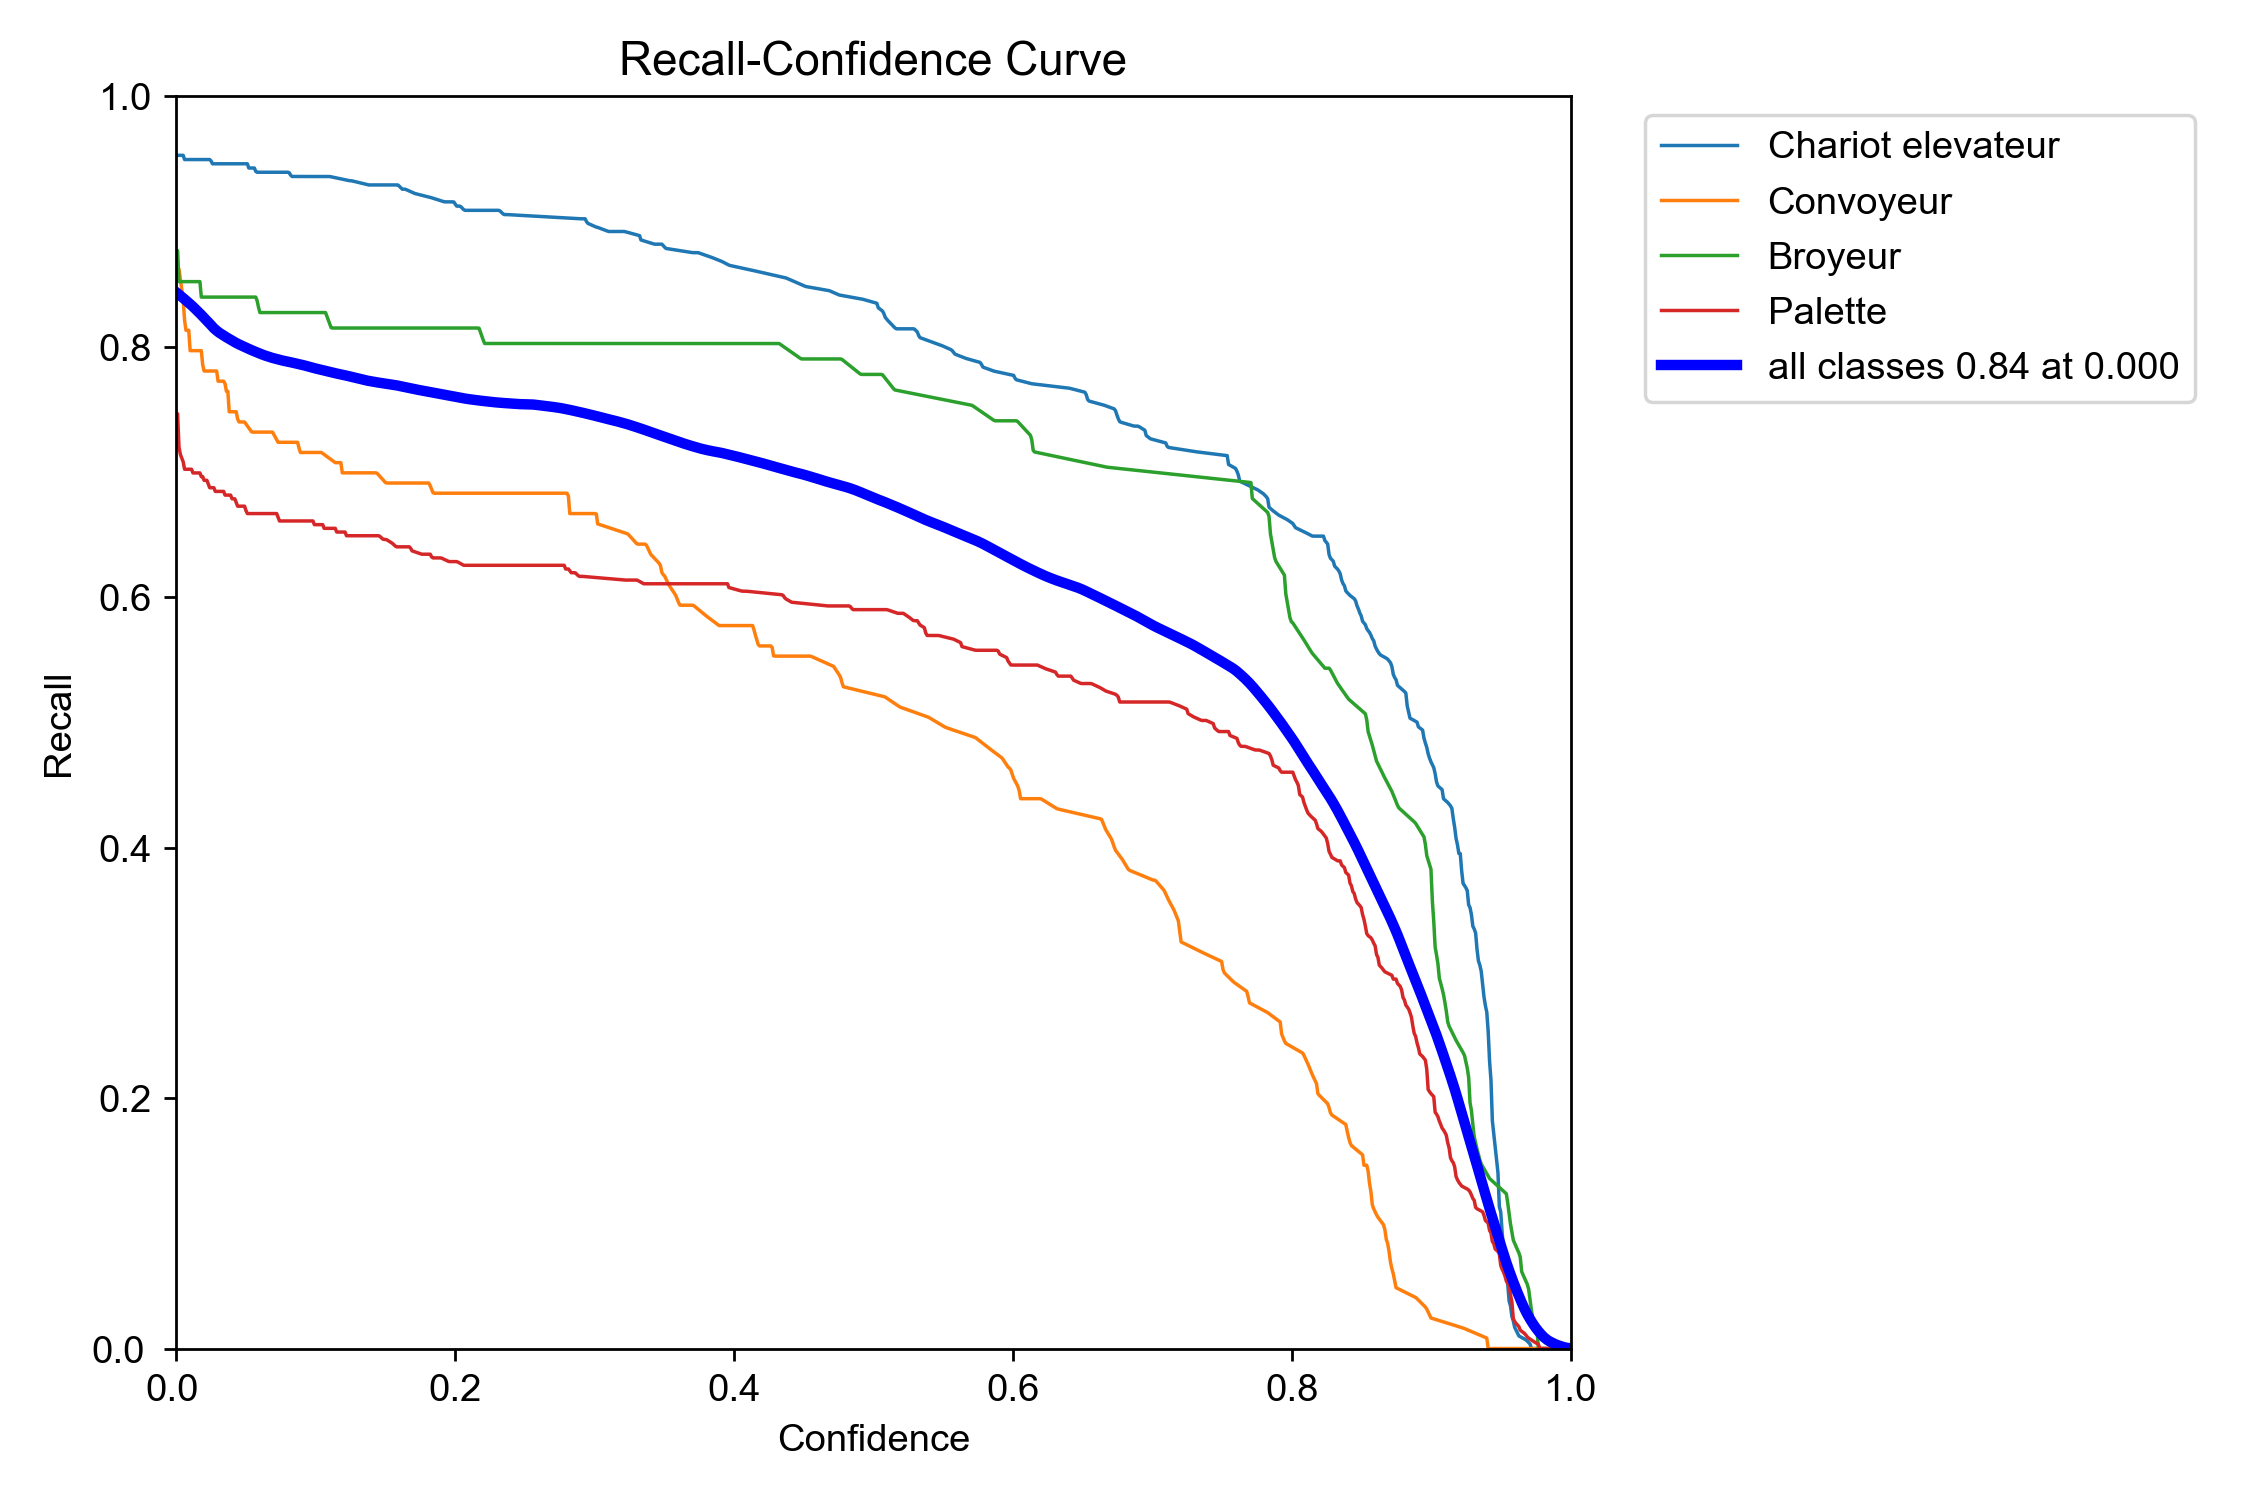 Recall-Confidence Curve
1.0
0.8
0.6
0.4
0.2
0.0
Recall
0.0 0.2 0.4 0.6 0.8 1.0
Confidence
Chariot elevateur
Convoyeur
Broyeur
Palette
all classes 0.84 at 0.000